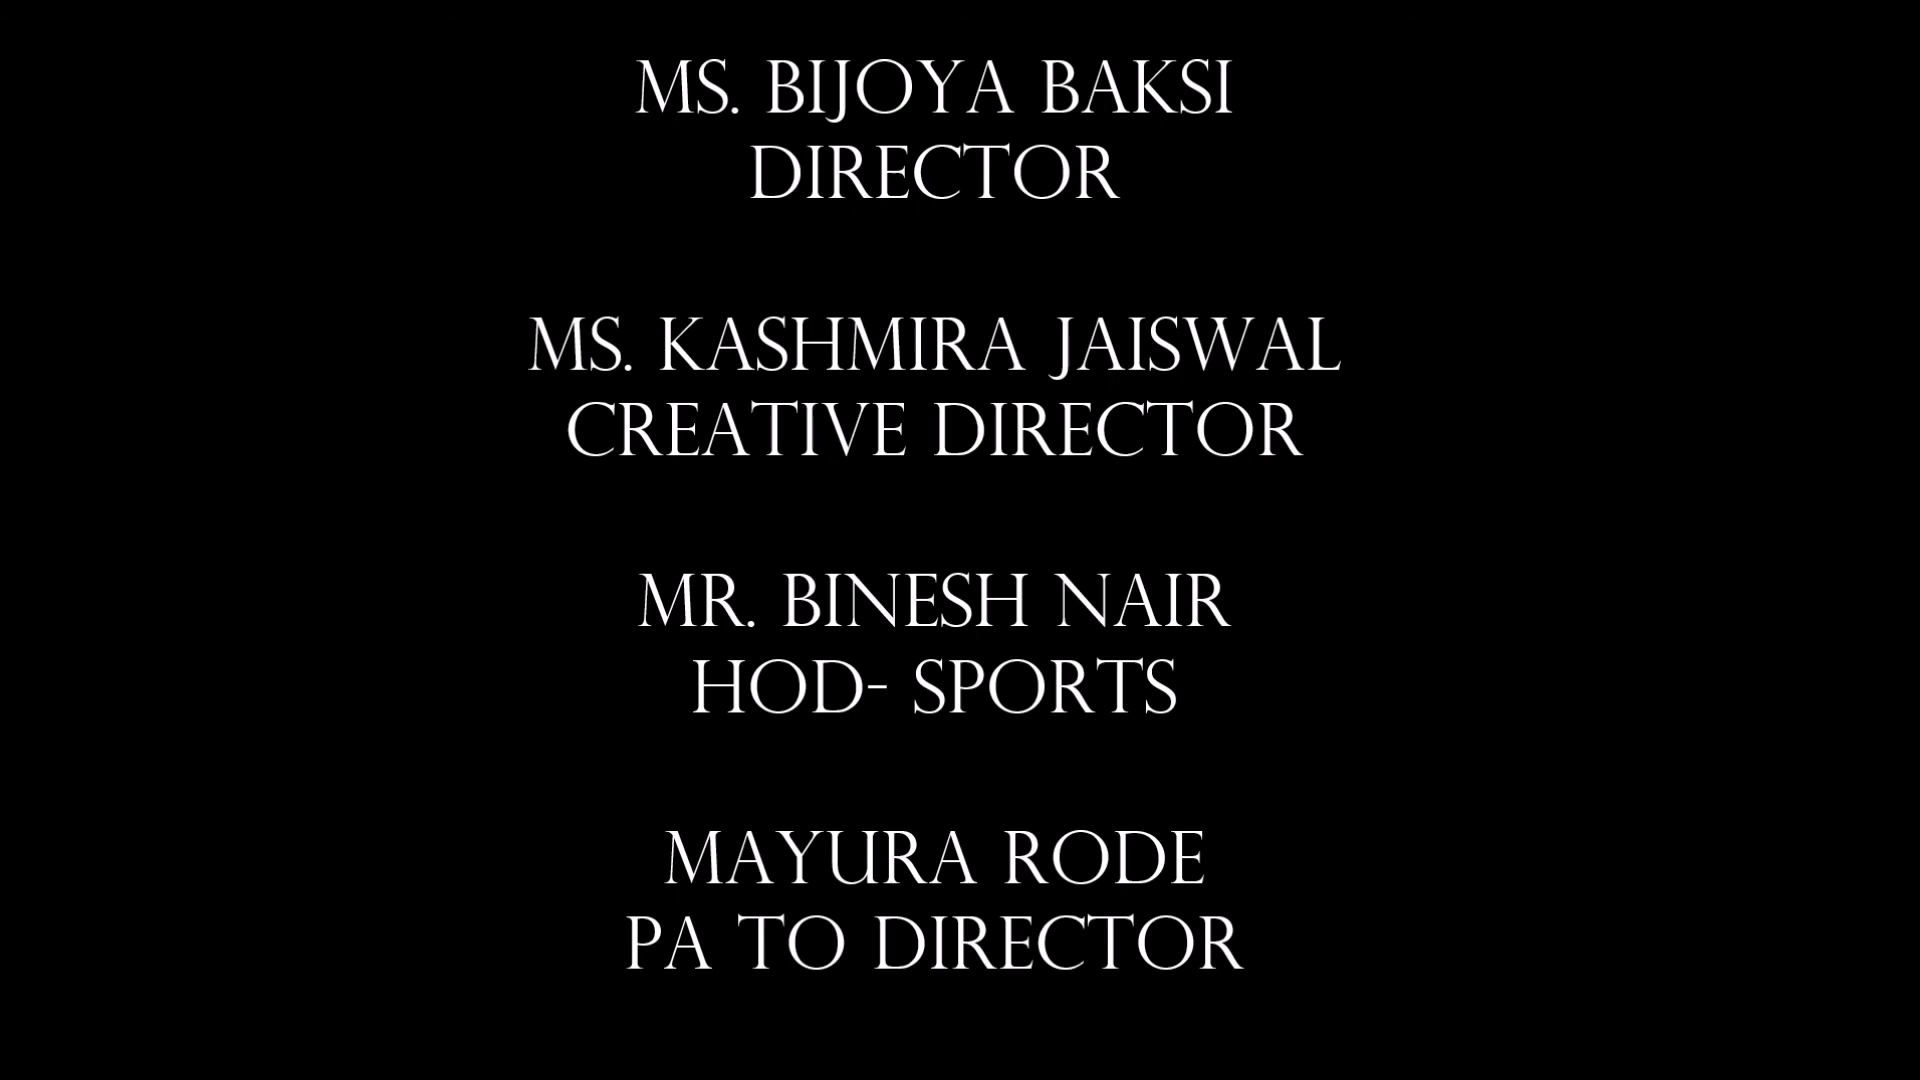 MS. BIJOYA BAKSI
DIRECTOR
MS. KASHMIRA JAISWAL
CREATIVE DIRECTOR
MR. BINESH NAIR
HOD- SPORTS
MAYURA RODE
PA TO DIRECTOR